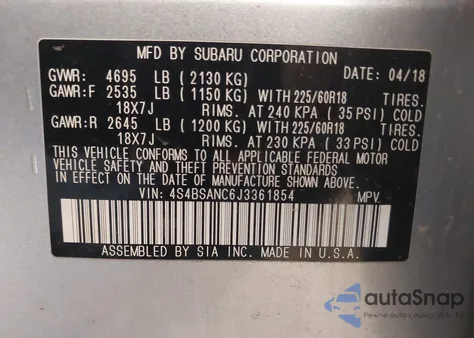 MFD BY SUBARU CORPORATION
GVWR: 4695 LB (2130 KG) DATE: 04/18
GAWR:F 2535 LB (1150 KG) WITH 225/60R18 TIRES.
18X7J RIMS. AT 240 KPA (35 PSI) COLD
GAWR:R 2645 LB (1200 KG) WITH 225/60R18 TIRES.
18X7J RIMS. AT 230 KPA (33 PSI) COLD
THIS VEHICLE CONFORMS TO ALL APPLICABLE FEDERAL MOTOR
VEHICLE SAFETY AND THEFT PREVENTION STANDARDS
IN EFFECT ON THE DATE OF MANUFACTURE SHOWN ABOVE.
VIN: 4S4BSANC6J3361854 MPV
ASSEMBLED BY SIA INC. MADE IN U.S.A.
autoSnap
Pewne auto z USA i EU